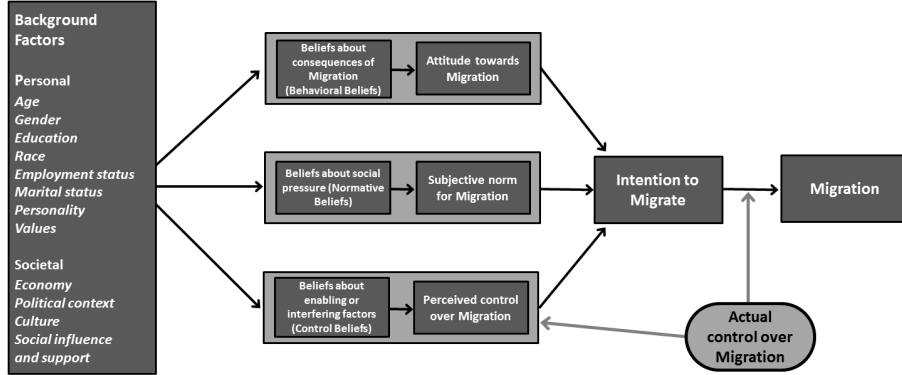 Background
Factors
Personal
Age
Gender
Education
Race
Employment status
Marital status
Personality
Values
Societal
Economy
Political context
Culture
Social influence
and support
Beliefs about
consequences of
Migration
(Behavioral Beliefs)
Attitude towards
Migration
Beliefs about social
pressure (Normative
Beliefs)
Subjective norm
for Migration
Beliefs about
enabling or
interfering factors
(Control Beliefs)
Perceived control
over Migration
Intention to
Migrate
Migration
Actual
control over
Migration